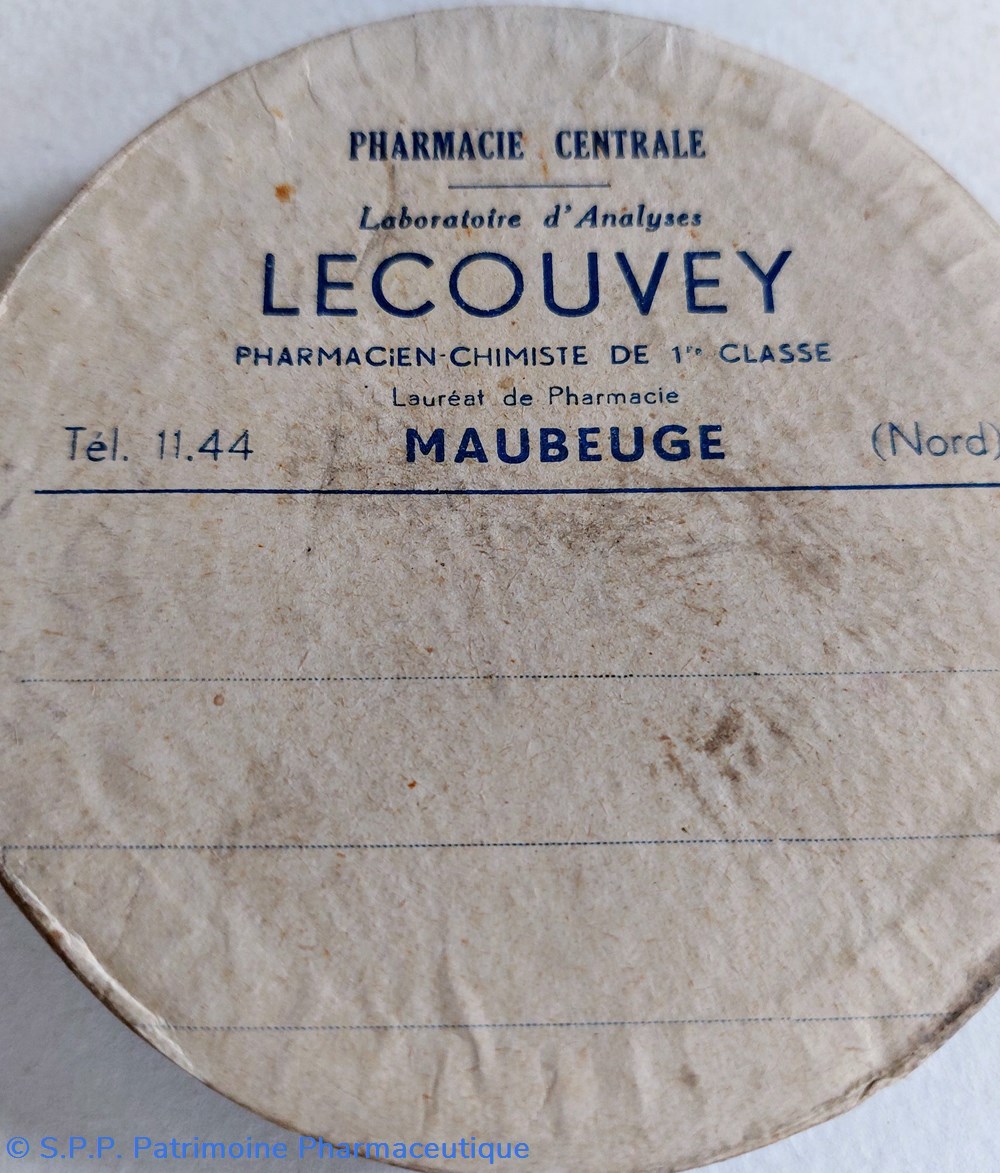 PHARMACIE CENTRALE
Laboratoire d'Analyses
LECOUVEY
PHARMACiEN-CHIMISTE DE 1re CLASSE
Lauréat de Pharmacie
Tél. 11.44 MAUBEUGE (Nord)
© S.P.P. Patrimoine Pharmaceutique